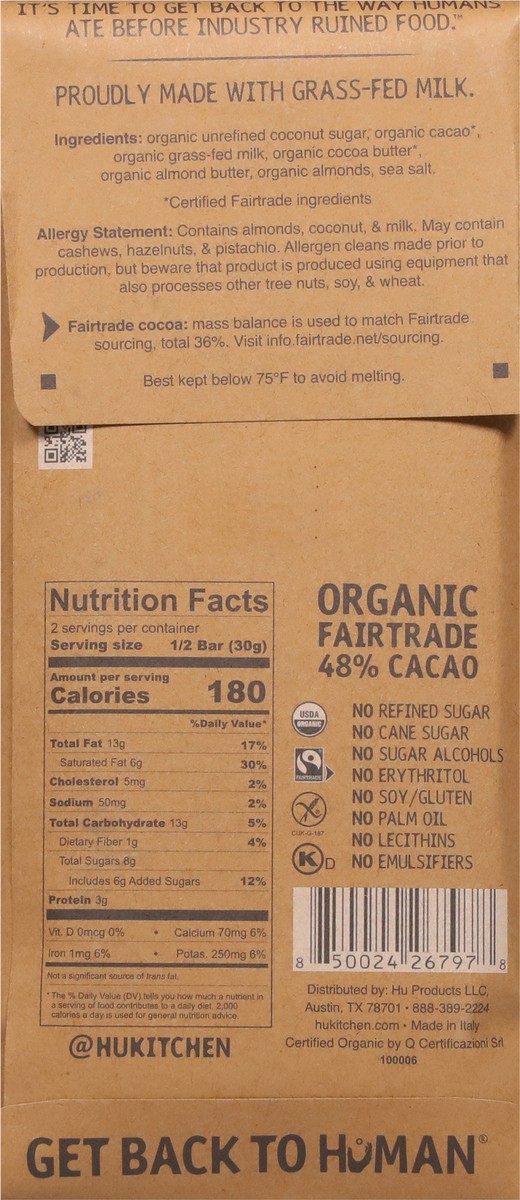 IT'S TIME TO GET BACK TO THE WAY HUMANS
ATE BEFORE INDUSTRY RUINED FOOD.™
PROUDLY MADE WITH GRASS-FED MILK.
Ingredients: organic unrefined coconut sugar, organic cacao*,
organic grass-fed milk, organic cocoa butter*,
organic almond butter, organic almonds, sea salt.
*Certified Fairtrade ingredients
Allergy Statement: Contains almonds, coconut, & milk. May contain
cashews, hazelnuts, & pistachio. Allergen cleans made prior to
production, but beware that product is produced using equipment that
also processes other tree nuts, soy, & wheat.
Fairtrade cocoa: mass balance is used to match Fairtrade
sourcing, total 36%. Visit info.fairtrade.net/sourcing.
Best kept below 75°F to avoid melting.
Nutrition Facts
2 servings per container
Serving size 1/2 Bar (30g)
Amount per serving
Calories 180
%Daily Value*
Total Fat 13g 17%
Saturated Fat 6g 30%
Cholesterol 5mg 2%
Sodium 50mg 2%
Total Carbohydrate 13g 5%
Dietary Fiber 1g 4%
Total Sugars 8g
Includes 6g Added Sugars 12%
Protein 3g
Vit. D 0mcg 0% • Calcium 70mg 6%
Iron 1mg 6% • Potas. 250mg 6%
Not a significant source of trans fat.
*The % Daily Value (DV) tells you how much a nutrient in
a serving of food contributes to a daily diet. 2,000
calories a day is used for general nutrition advice
@HUKITCHEN
ORGANIC
FAIRTRADE
48% CACAO
USDA
ORGANIC
FAIRTRADE
CUK-G-187
K D
NO REFINED SUGAR
NO CANE SUGAR
NO SUGAR ALCOHOLS
NO ERYTHRITOL
NO SOY/GLUTEN
NO PALM OIL
NO LECITHINS
NO EMULSIFIERS
8 50024 26797 8
Distributed by: Hu Products LLC,
Austin, TX 78701 • 888-389-2224
hukitchen.com • Made in Italy
Certified Organic by Q Certificazioni Srl
100006
GET BACK TO HUMAN®